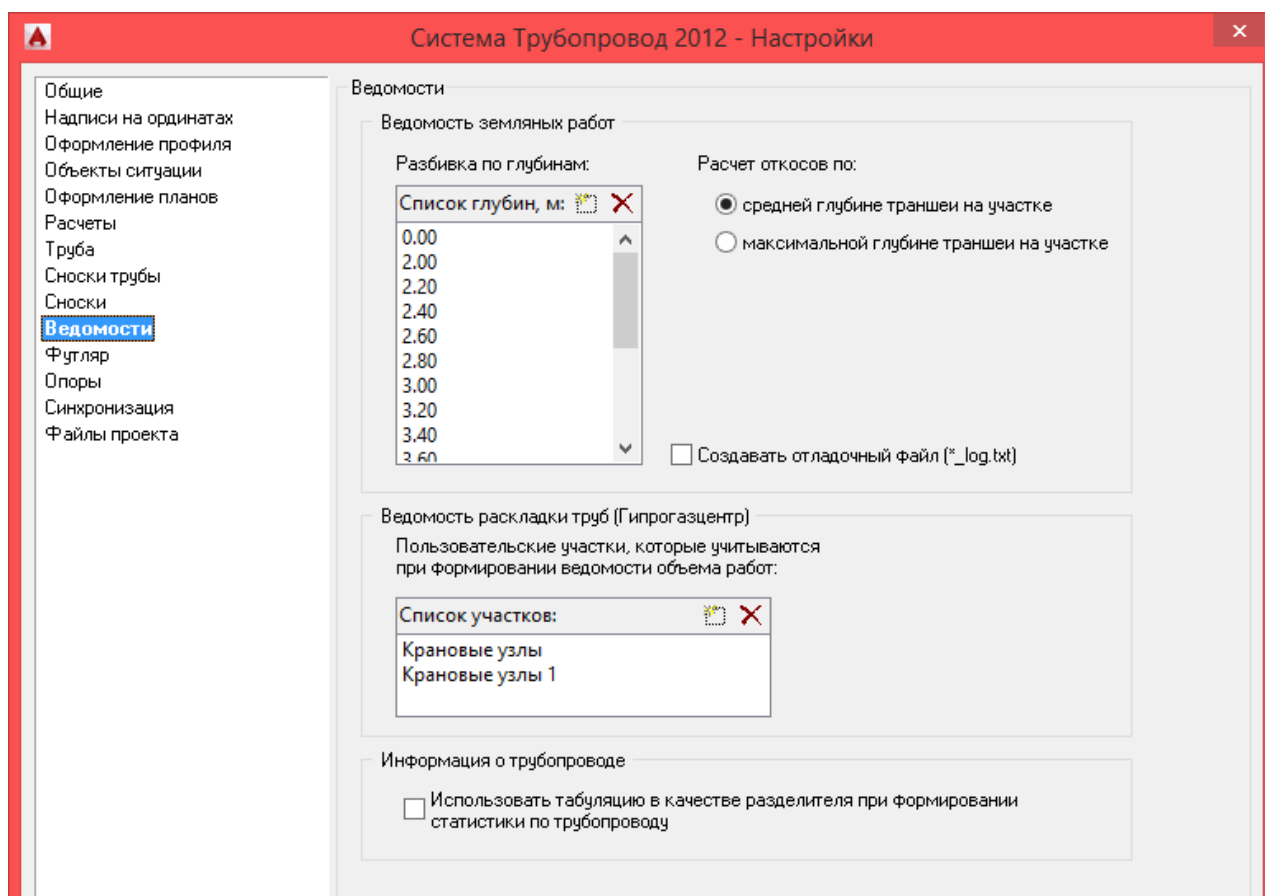 Система Трубопровод 2012 - Настройки
Общие
Надписи на ординатах
Оформление профиля
Объекты ситуации
Оформление планов
Расчеты
Труба
Сноски трубы
Сноски
Ведомости
Футляр
Опоры
Синхронизация
Файлы проекта
Ведомости
Ведомость земляных работ
Разбивка по глубинам:
Список глубин, м:
0.00
2.00
2.20
2.40
2.60
2.80
3.00
3.20
3.40
3.60
Расчет откосов по:
средней глубине траншеи на участке
максимальной глубине траншеи на участке
Создавать отладочный файл (*_log.txt)
Ведомость раскладки труб (Гипрогазцентр)
Пользовательские участки, которые учитываются
при формировании ведомости объема работ:
Список участков:
Крановые узлы
Крановые узлы 1
Информация о трубопроводе
Использовать табуляцию в качестве разделителя при формировании
статистики по трубопроводу